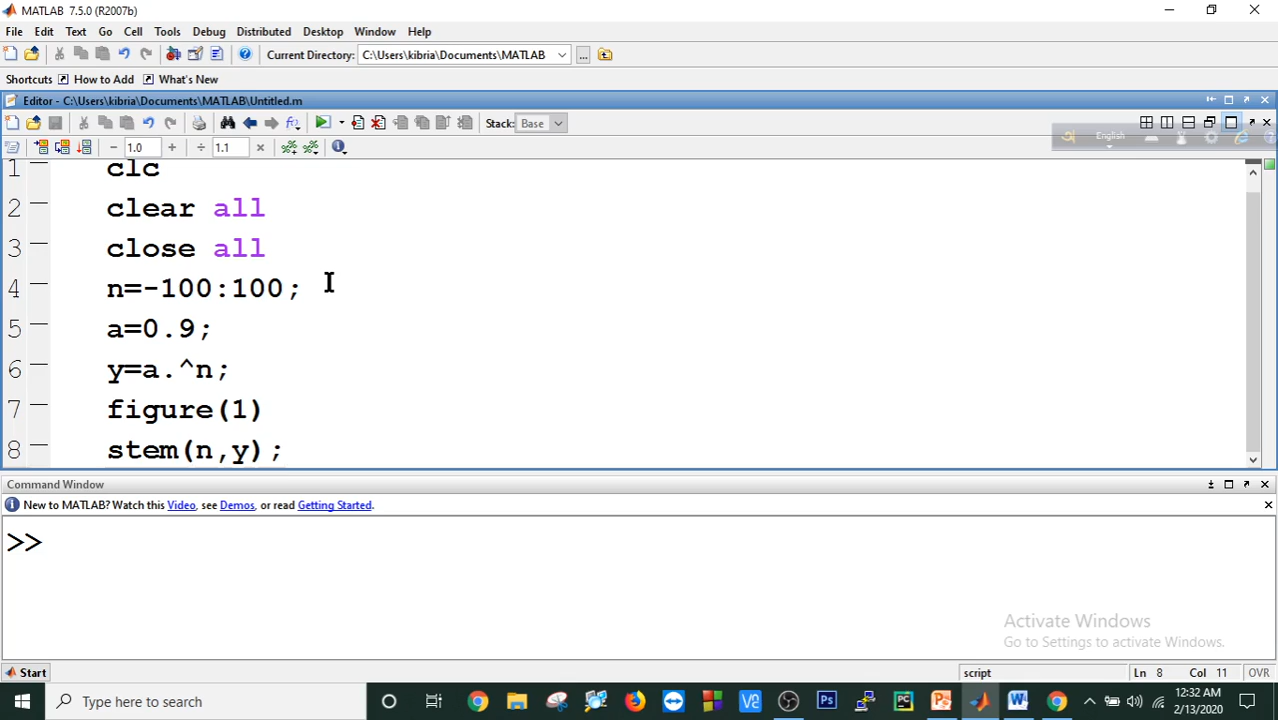 MATLAB 7.5.0 (R2007b)
File Edit Text Go Cell Tools Debug Distributed Desktop Window Help
Current Directory: C:\Users\kibria\Documents\MATLAB ...
Shortcuts How to Add What's New
Editor - C:\Users\kibria\Documents\MATLAB\Untitled.m
Stack: Base
English
1.0 1.1
1 clc
2 clear all
3 close all
4 n=-100:100;
5 a=0.9;
6 y=a.^n;
7 figure(1)
8 stem(n,y);
Command Window
New to MATLAB? Watch this Video, see Demos, or read Getting Started.
>>
Activate Windows
Go to Settings to activate Windows.
Start script Ln 8 Col 11 OVR
Type here to search
12:32 AM
2/13/2020